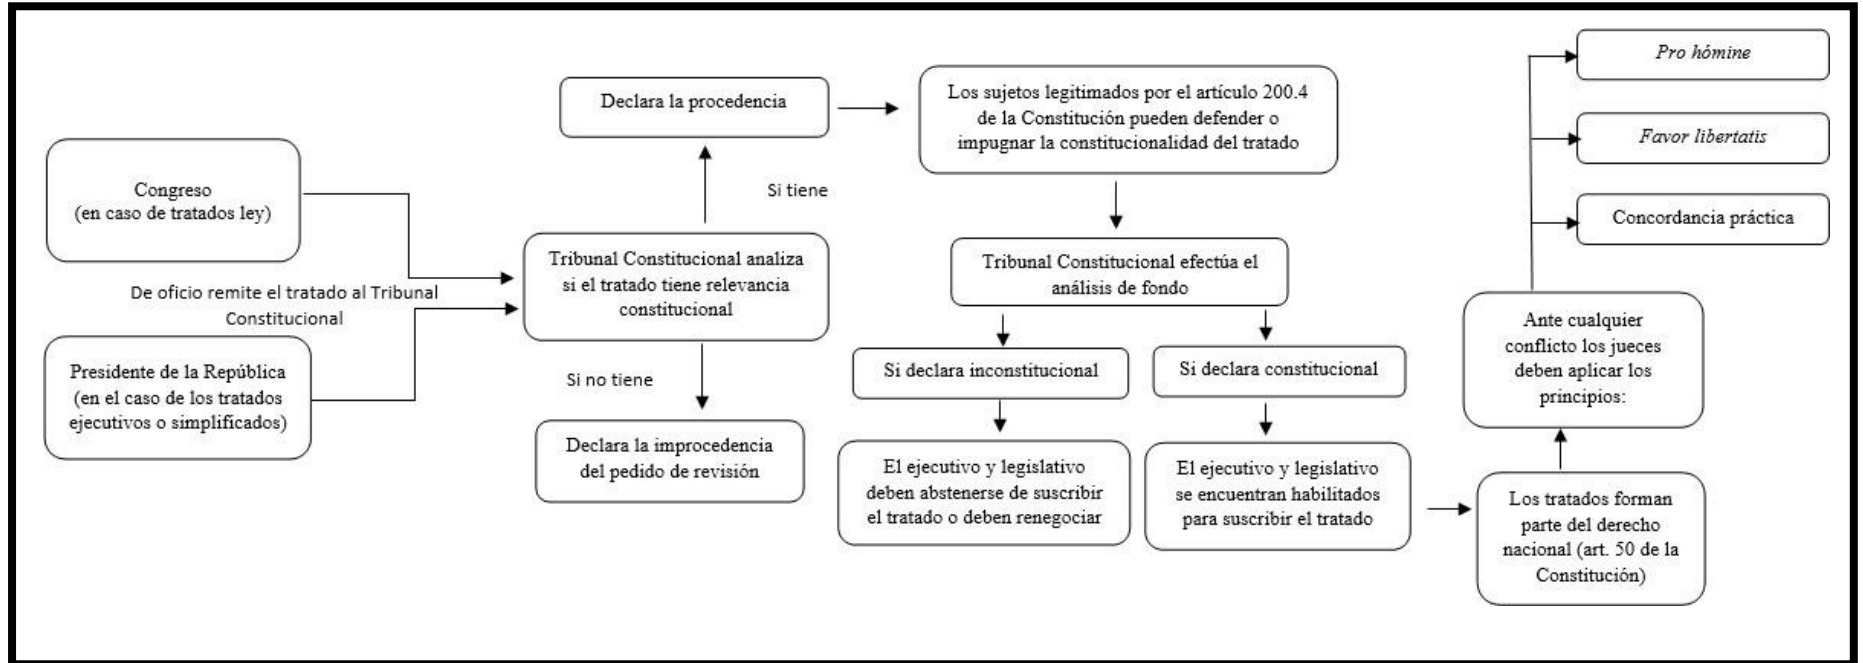 Congreso
(en caso de tratados ley)
De oficio remite el tratado al Tribunal
Constitucional
Presidente de la República
(en el caso de los tratados
ejecutivos o simplificados)
Tribunal Constitucional analiza
si el tratado tiene relevancia
constitucional
Si tiene
Declara la procedencia
Si no tiene
Declara la improcedencia
del pedido de revisión
Los sujetos legitimados por el artículo 200.4
de la Constitución pueden defender o
impugnar la constitucionalidad del tratado
Tribunal Constitucional efectúa el
análisis de fondo
Si declara inconstitucional
El ejecutivo y legislativo
deben abstenerse de suscribir
el tratado o deben renegociar
Si declara constitucional
El ejecutivo y legislativo
se encuentran habilitados
para suscribir el tratado
Los tratados forman
parte del derecho
nacional (art. 50 de la
Constitución)
Ante cualquier
conflicto los jueces
deben aplicar los
principios:
Pro hómine
Favor libertatis
Concordancia práctica